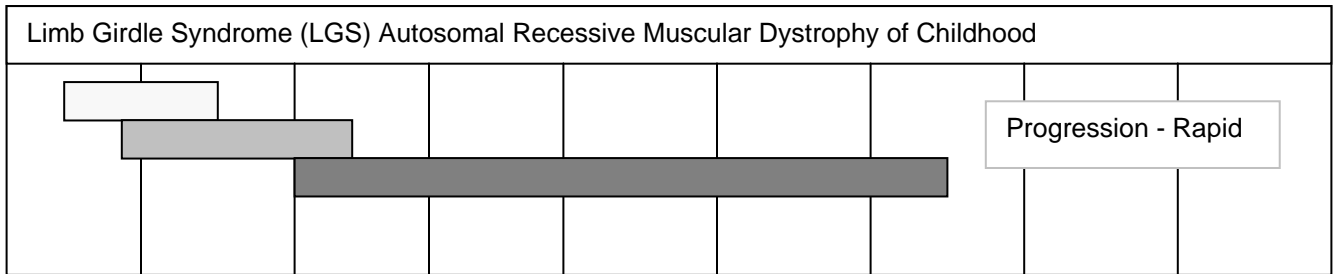 Limb Girdle Syndrome (LGS) Autosomal Recessive Muscular Dystrophy of Childhood
Progression - Rapid